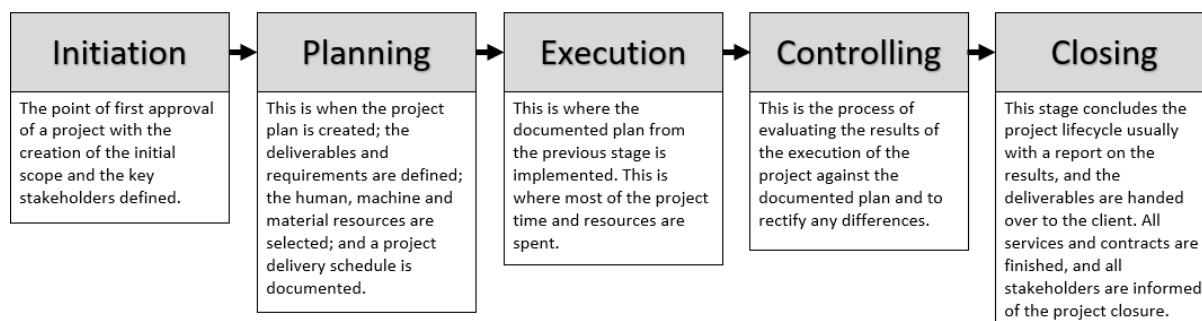 Initiation
The point of first approval
of a project with the
creation of the initial
scope and the key
stakeholders defined.
Planning
This is when the project
plan is created; the
deliverables and
requirements are defined;
the human, machine and
material resources are
selected; and a project
delivery schedule is
documented.
Execution
This is where the
documented plan from
the previous stage is
implemented. This is
where most of the project
time and resources are
spent.
Controlling
This is the process of
evaluating the results of
the execution of the
project against the
documented plan and to
rectify any differences.
Closing
This stage concludes the
project lifecycle usually
with a report on the
results, and the
deliverables are handed
over to the client. All
services and contracts are
finished, and all
stakeholders are informed
of the project closure.